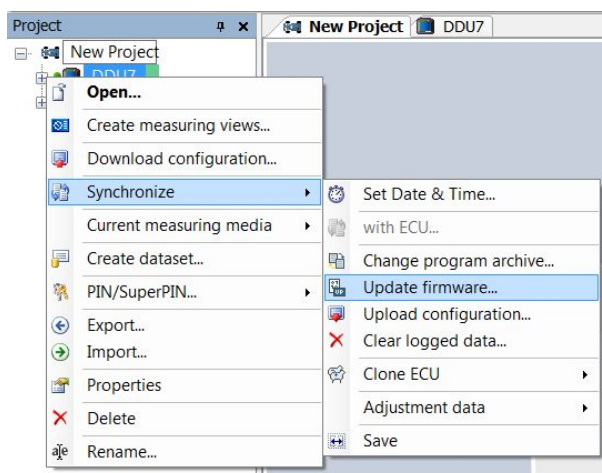 Project
New Project
DDU7
New Project
DDU7
Open...
Create measuring views...
Download configuration...
Synchronize
Current measuring media
Create dataset...
PIN/SuperPIN...
Export...
Import...
Properties
Delete
Rename...
Set Date & Time...
with ECU...
Change program archive...
Update firmware...
Upload configuration...
Clear logged data...
Clone ECU
Adjustment data
Save